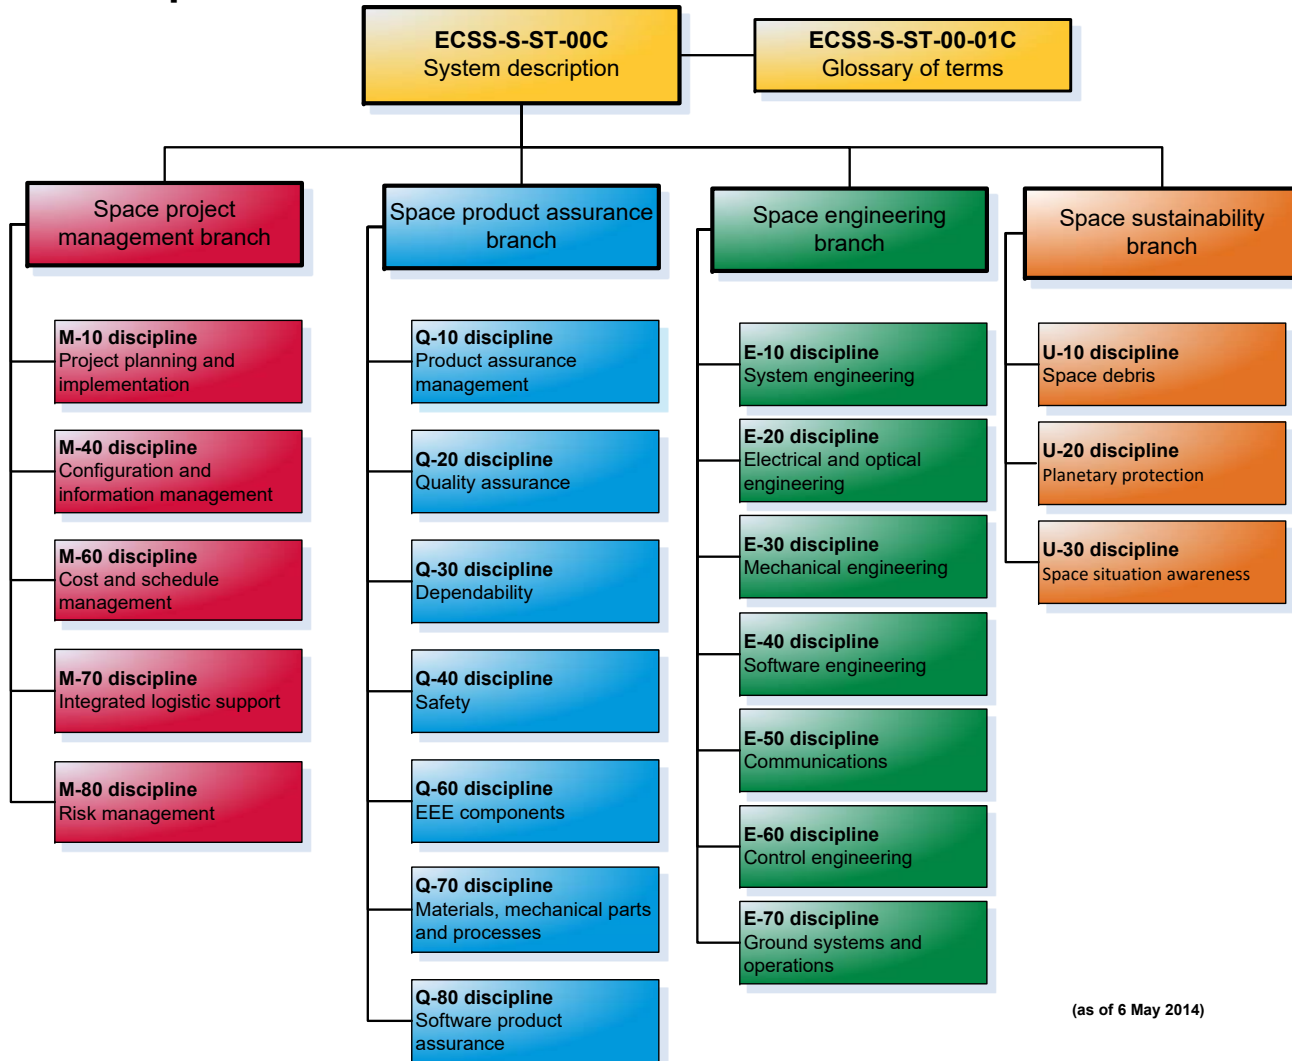 ECSS-S-ST-00C
System description
ECSS-S-ST-00-01C
Glossary of terms
Space project
management branch
M-10 discipline
Project planning and
implementation
M-40 discipline
Configuration and
information management
M-60 discipline
Cost and schedule
management
M-70 discipline
Integrated logistic support
M-80 discipline
Risk management
Space product assurance
branch
Q-10 discipline
Product assurance
management
Q-20 discipline
Quality assurance
Q-30 discipline
Dependability
Q-40 discipline
Safety
Q-60 discipline
EEE components
Q-70 discipline
Materials, mechanical parts
and processes
Q-80 discipline
Software product
assurance
Space engineering
branch
E-10 discipline
System engineering
E-20 discipline
Electrical and optical
engineering
E-30 discipline
Mechanical engineering
E-40 discipline
Software engineering
E-50 discipline
Communications
E-60 discipline
Control engineering
E-70 discipline
Ground systems and
operations
Space sustainability
branch
U-10 discipline
Space debris
U-20 discipline
Planetary protection
U-30 discipline
Space situation awareness
(as of 6 May 2014)